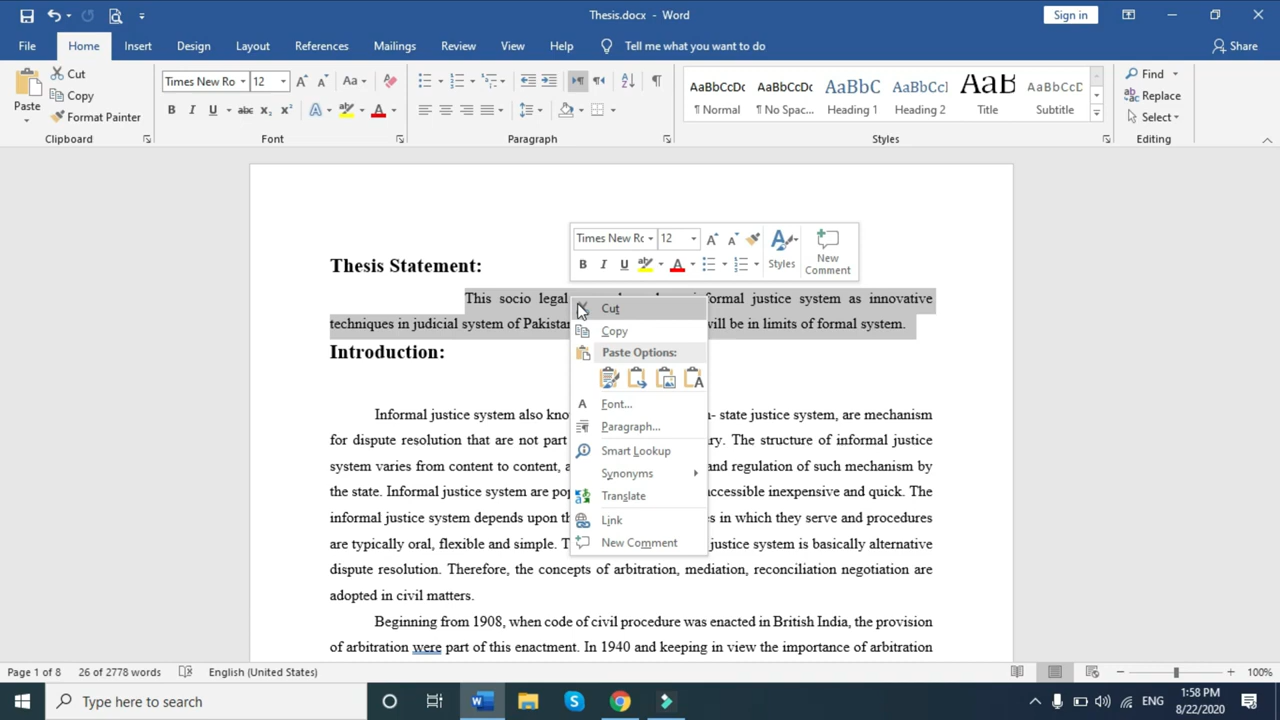 Thesis.docx - Word
Sign in
File Home Insert Design Layout References Mailings Review View Help Tell me what you want to do Share
Paste
Cut
Copy
Format Painter
Clipboard
Times New Ro 12 Aa
B I U abc x₂ x² A A
Font
Paragraph
AaBbCcDc AaBbCcDc AaBbC AaBbCcI AaB AaBbCcD
¶ Normal ¶ No Spac... Heading 1 Heading 2 Title Subtitle
Styles
Find
Replace
Select
Editing
Times New Ro 12
B I U A
Styles
New
Comment
Thesis Statement:
This socio legal informal justice system as innovative
techniques in judicial system of Pakistan will be in limits of formal system.
Cut
Copy
Paste Options:
Font...
Paragraph...
Smart Lookup
Synonyms
Translate
Link
New Comment
Introduction:
Informal justice system also - state justice system, are mechanism
for dispute resolution that are not part The structure of informal justice
system varies from content to content, and regulation of such mechanism by
the state. Informal justice system are accessible inexpensive and quick. The
informal justice system depends upon in which they serve and procedures
are typically oral, flexible and simple. justice system is basically alternative
dispute resolution. Therefore, the concepts of arbitration, mediation, reconciliation negotiation are
adopted in civil matters.
Beginning from 1908, when code of civil procedure was enacted in British India, the provision
of arbitration were part of this enactment. In 1940 and keeping in view the importance of arbitration
Page 1 of 8 26 of 2778 words English (United States) 100%
Type here to search
ENG
1:58 PM
8/22/2020